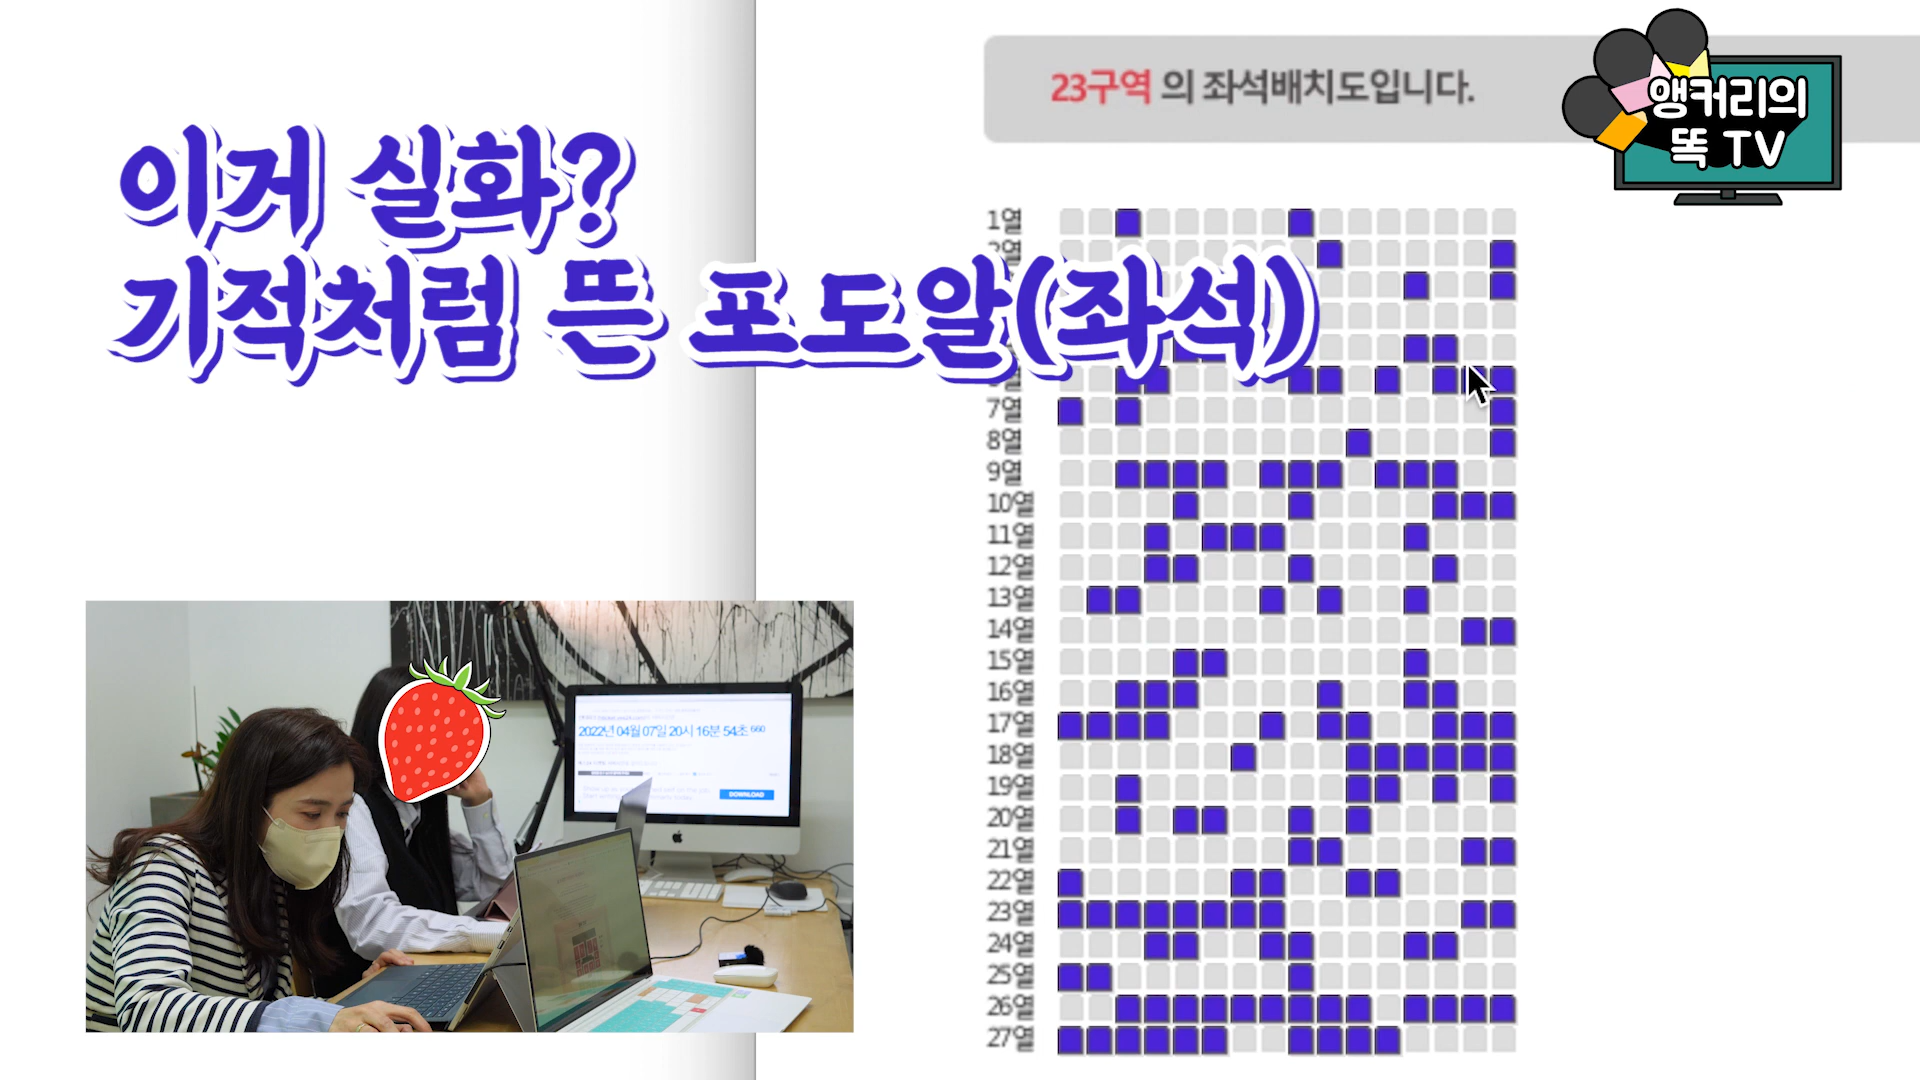 23구역 의 좌석배치도입니다.
앵커리의
똑 TV
이거 실화?
기적처럼 뜬 포도알(좌석)
1열
2열
7열
8열
9열
10열
11열
12열
13열
14열
15열
16열
17열
18열
19열
20열
21열
22열
23열
24열
25열
26열
27열
2022년 04월 07일 20시 16분 54초 660
DOWNLOAD